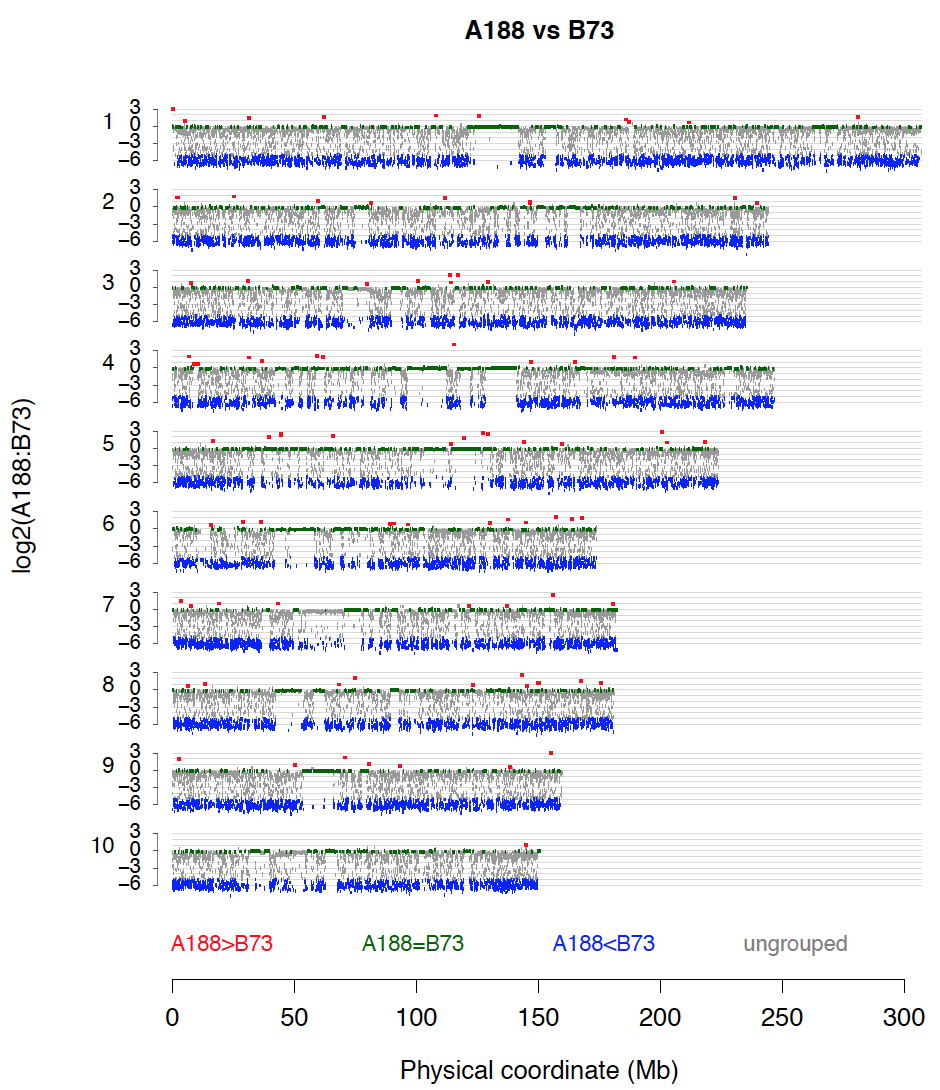 A188 vs B73
log2(A188:B73)
1 3 0 −3 −6
2 3 0 −3 −6
3 3 0 −3 −6
4 3 0 −3 −6
5 3 0 −3 −6
6 3 0 −3 −6
7 3 0 −3 −6
8 3 0 −3 −6
9 3 0 −3 −6
10 3 0 −3 −6
A188>B73 A188=B73 A188<B73 ungrouped
0 50 100 150 200 250 300
Physical coordinate (Mb)